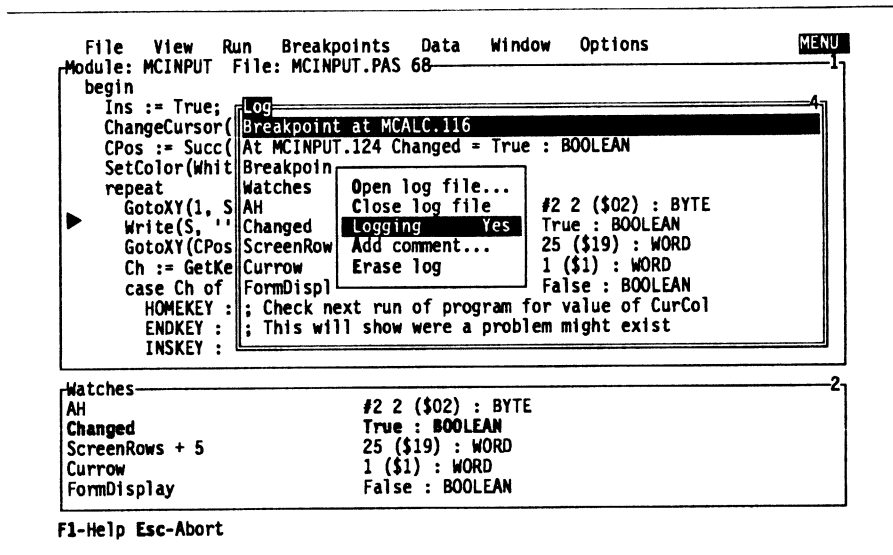 File View Run Breakpoints Data Window Options MENU
Module: MCINPUT File: MCINPUT.PAS 68 1
begin
Ins := True;
ChangeCursor(
CPos := Succ(
SetColor(Whit
repeat
GotoXY(1, S
Write(S, ''
GotoXY(CPos
Ch := GetKe
case Ch of
HOMEKEY :
ENDKEY :
INSKEY :
Log 4
Breakpoint at MCALC.116
At MCINPUT.124 Changed = True : BOOLEAN
Breakpoin
Watches
AH #2 2 ($02) : BYTE
Changed True : BOOLEAN
ScreenRow 25 ($19) : WORD
Currow 1 ($1) : WORD
FormDispl False : BOOLEAN
; Check next run of program for value of CurCol
; This will show were a problem might exist
Open log file...
Close log file
Logging Yes
Add comment...
Erase log
Watches 2
AH #2 2 ($02) : BYTE
Changed True : BOOLEAN
ScreenRows + 5 25 ($19) : WORD
Currow 1 ($1) : WORD
FormDisplay False : BOOLEAN
F1-Help Esc-Abort